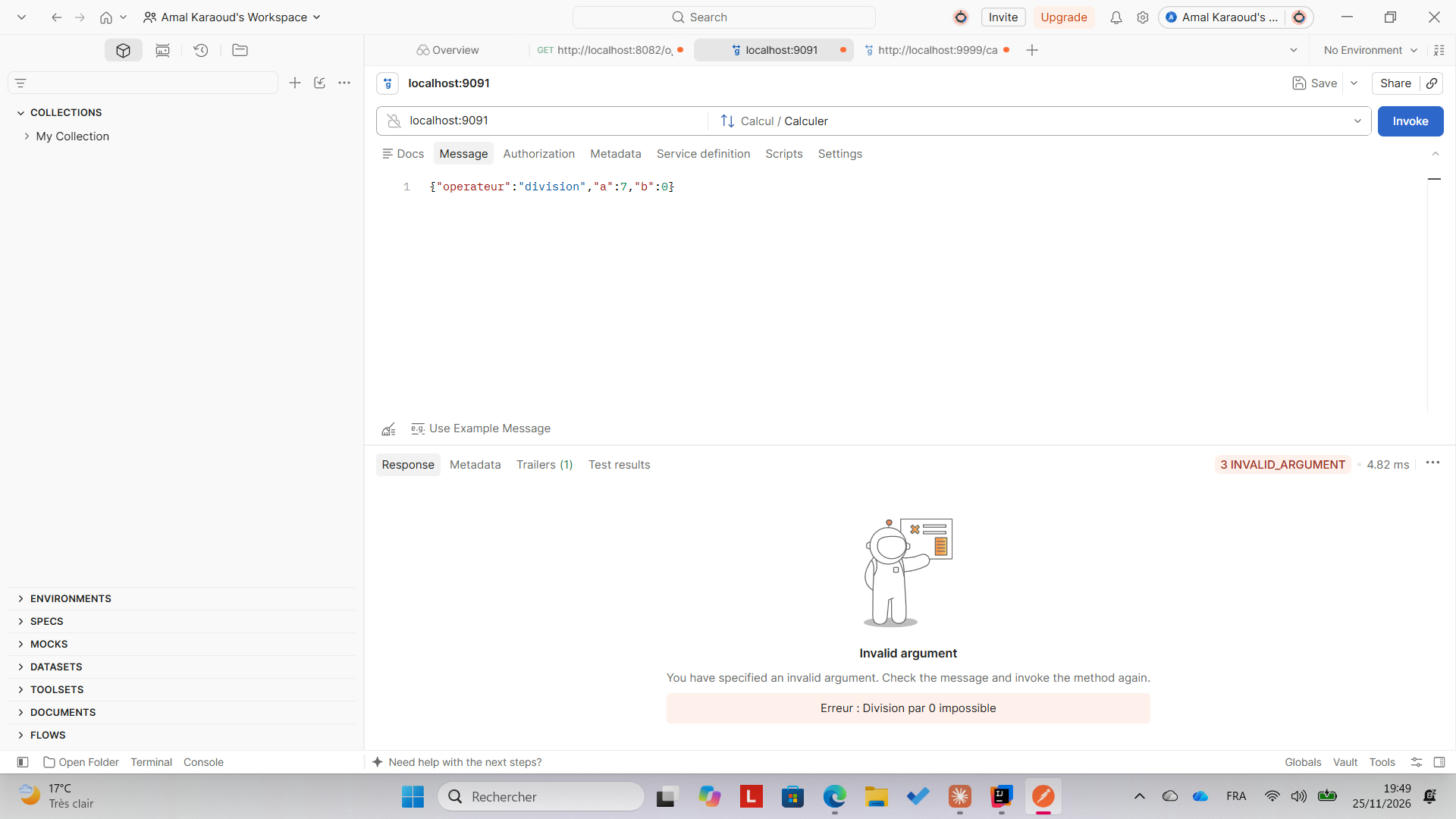 Amal Karaoud's Workspace
Search
Invite
Upgrade
Amal Karaoud's ...
Overview
GET http://localhost:8082/o
localhost:9091
http://localhost:9999/ca
No Environment
COLLECTIONS
My Collection
ENVIRONMENTS
SPECS
MOCKS
DATASETS
TOOLSETS
DOCUMENTS
FLOWS
localhost:9091
Save
Share
localhost:9091
Calcul / Calculer
Invoke
Docs
Message
Authorization
Metadata
Service definition
Scripts
Settings
1 {"operateur":"division","a":7,"b":0}
e.g. Use Example Message
Response
Metadata
Trailers (1)
Test results
3 INVALID_ARGUMENT
4.82 ms
Invalid argument
You have specified an invalid argument. Check the message and invoke the method again.
Erreur : Division par 0 impossible
Open Folder
Terminal
Console
Need help with the next steps?
Globals
Vault
Tools
17°C
Très clair
Rechercher
L
IJ
FRA
19:49
25/11/2026